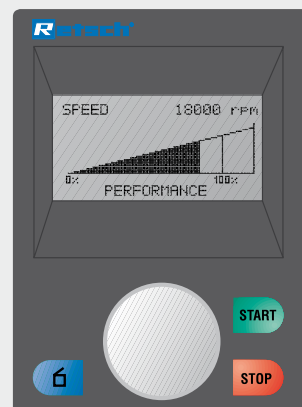 Retsch®
SPEED 18000 rpm
0% 100%
PERFORMANCE
START
STOP